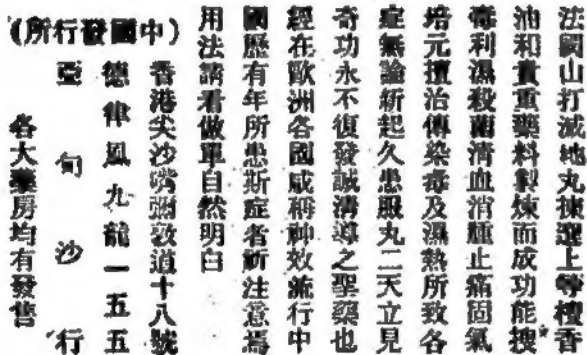 法國山打滅地丸揀選上等檀香
油和貴重藥料製煉而成功能搜
毒利濕殺菌清血消腫止痛固氣
培元擅治傳染毒及濕熱所致各
症無論新起久患服丸二天立見
奇功永不復發誠清導之聖藥也
經在歐洲各國咸稱神效流行中
國歷有年所患斯症者祈注意焉
用法請看倣單自然明白
(中國發行所)
香港尖沙嘴彌敦道十八號
德律風九龍一五五
亞旬沙行
各大藥房均有發售